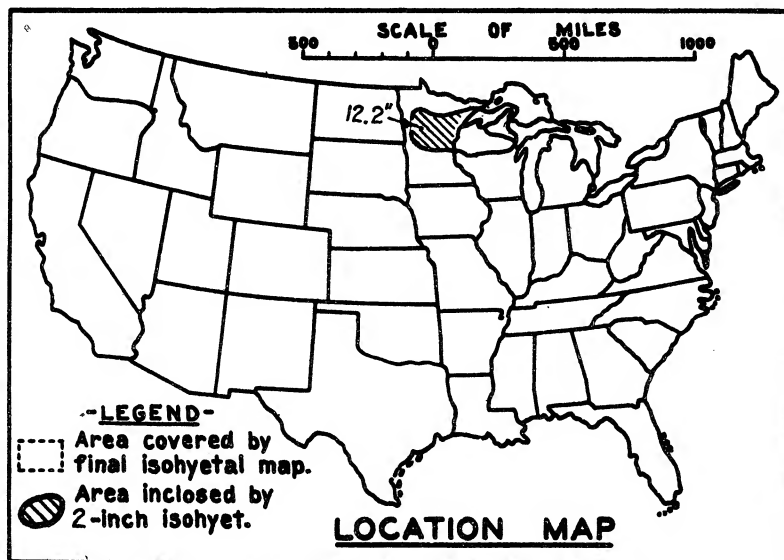 SCALE OF MILES
500 0 500 1000
12.2"
-LEGEND-
Area covered by
final isohyetal map.
Area inclosed by
2-inch isohyet.
LOCATION MAP